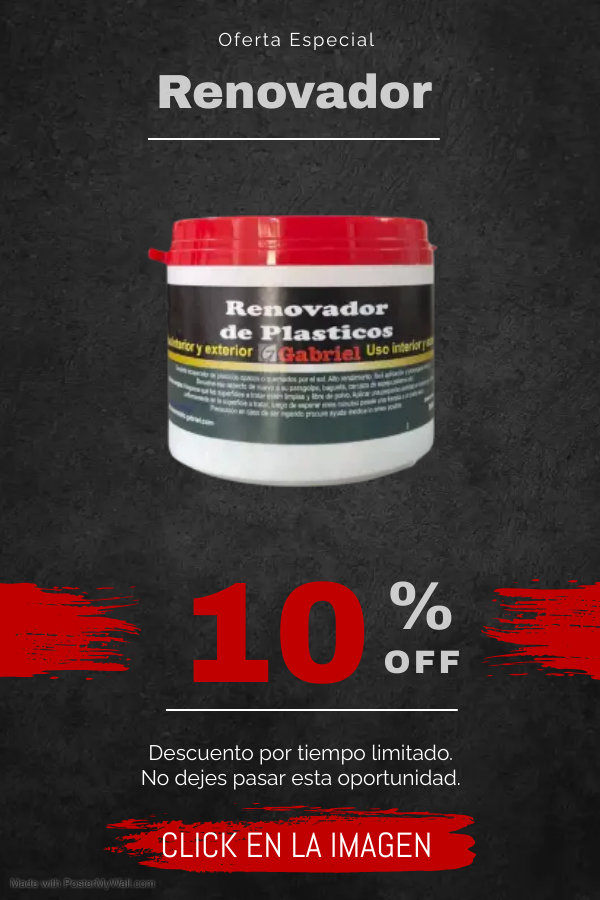 Oferta Especial
Renovador
Renovador
de Plasticos
interior y exterior Gabriel Uso interior y
10 %
OFF
Descuento por tiempo limitado.
No dejes pasar esta oportunidad.
CLICK EN LA IMAGEN
Made with PosterMyWall.com